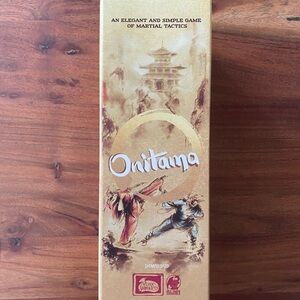 AN ELEGANT AND SIMPLE GAME
OF MARTIAL TACTICS
Onitama